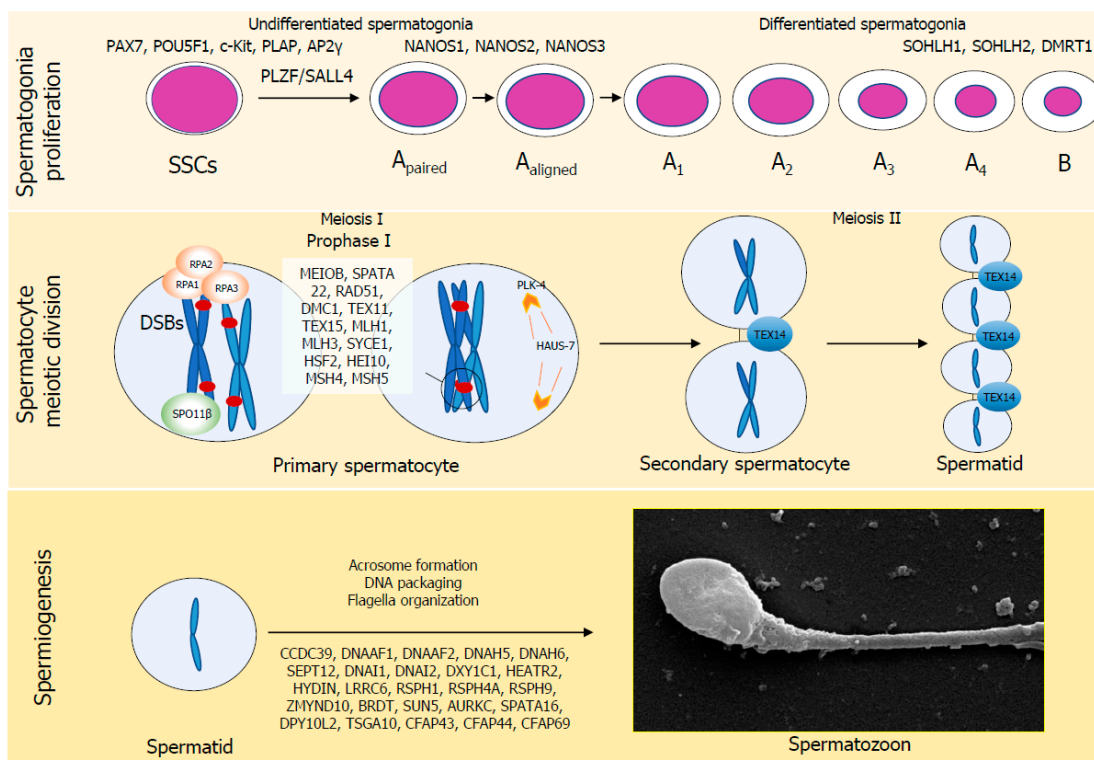 Spermatogonia
proliferation
Undifferentiated spermatogonia
Differentiated spermatogonia
PAX7, POU5F1, c-Kit, PLAP, AP2γ
NANOS1, NANOS2, NANOS3
SOHLH1, SOHLH2, DMRT1
PLZF/SALL4
SSCs
Apaired
Aaligned
A1
A2
A3
A4
B
Spermatocyte
meiotic division
Meiosis I
Prophase I
Meiosis II
RPA2
RPA1
RPA3
DSBs
SPO11β
MEIOB, SPATA
22, RAD51,
DMC1, TEX11,
TEX15, MLH1,
MLH3, SYCE1,
HSF2, HEI10,
MSH4, MSH5
PLK-4
HAUS-7
TEX14
TEX14
TEX14
TEX14
Primary spermatocyte
Secondary spermatocyte
Spermatid
Spermiogenesis
Acrosome formation
DNA packaging
Flagella organization
CCDC39, DNAAF1, DNAAF2, DNAH5, DNAH6,
SEPT12, DNAI1, DNAI2, DXY1C1, HEATR2,
HYDIN, LRRC6, RSPH1, RSPH4A, RSPH9,
ZMYND10, BRDT, SUN5, AURKC, SPATA16,
DPY10L2, TSGA10, CFAP43, CFAP44, CFAP69
Spermatid
Spermatozoon